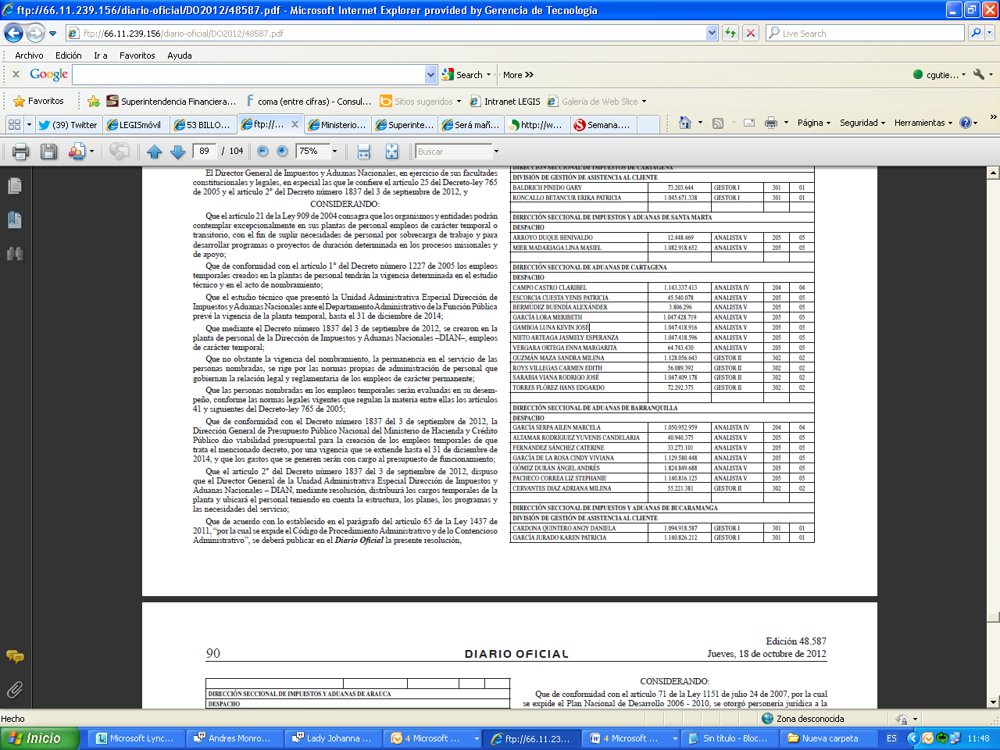 ftp://66.11.239.156/diario-oficial/DO2012/48587.pdf - Microsoft Internet Explorer provided by Gerencia de Tecnología
ftp://66.11.239.156/diario-oficial/DO2012/48587.pdf
Live Search
Archivo Edición Ir a Favoritos Ayuda
Google Search More cgutie...
Favoritos Superintendencia Financiera... coma (entre cifras) - Consul... Sitios sugeridos Intranet LEGIS Galería de Web Slice
(39) Twitter LEGISmóvil 53 BILLO... ftp://... Ministerio... Superinte... Será mañ... http://w... Semana.... Página Seguridad Herramientas
89 / 104 75% Buscar
El Director General de Impuestos y Aduanas Nacionales, en ejercicio de sus facultades
constitucionales y legales, en especial las que le confiere el artículo 25 del Decreto-ley 765
de 2005 y el artículo 2° del Decreto número 1837 del 3 de septiembre de 2012, y
CONSIDERANDO:
Que el artículo 21 de la Ley 909 de 2004 consagra que los organismos y entidades podrán
contemplar excepcionalmente en sus plantas de personal empleos de carácter temporal o
transitorio, con el fin de suplir necesidades de personal por sobrecarga de trabajo y para
desarrollar programas o proyectos de duración determinada en los procesos misionales y
de apoyo;
Que de conformidad con el artículo 1° del Decreto número 1227 de 2005 los empleos
temporales creados en la plantas de personal tendrán la vigencia determinada en el estudio
técnico y en el acto de nombramiento;
Que el estudio técnico que presentó la Unidad Administrativa Especial Dirección de
Impuestos y Aduanas Nacionales ante el Departamento Administrativo de la Función Pública
prevé la vigencia de la planta temporal, hasta el 31 de diciembre de 2014;
Que mediante el Decreto número 1837 del 3 de septiembre de 2012, se crearon en la
planta de personal de la Dirección de Impuestos y Aduanas Nacionales –DIAN–, empleos
de carácter temporal;
Que no obstante la vigencia del nombramiento, la permanencia en el servicio de las
personas nombradas, se rige por las normas propias de administración de personal que
gobiernan la relación legal y reglamentaria de los empleos de carácter permanente;
Que las personas nombradas en los empleos temporales serán evaluadas en su desem-
peño, conforme las normas legales vigentes que regulan la materia entre ellas los artículos
41 y siguientes del Decreto-ley 765 de 2005;
Que de conformidad con el Decreto número 1837 del 3 de septiembre de 2012, la
Dirección General de Presupuesto Público Nacional del Ministerio de Hacienda y Crédito
Público dio viabilidad presupuestal para la creación de los empleos temporales de que
trata el mencionado decreto, por una vigencia que se extiende hasta el 31 de diciembre de
2014, y que los gastos que se generen serán con cargo al presupuesto de funcionamiento;
Que el artículo 2° del Decreto número 1837 del 3 de septiembre de 2012, dispuso
que el Director General de la Unidad Administrativa Especial Dirección de Impuestos y
Aduanas Nacionales – DIAN, mediante resolución, distribuirá los cargos temporales de la
planta y ubicará el personal teniendo en cuenta la estructura, los planes, los programas y
las necesidades del servicio;
Que de acuerdo con lo establecido en el parágrafo del artículo 65 de la Ley 1437 de
2011, “por la cual se expide el Código de Procedimiento Administrativo y de lo Contencioso
Administrativo”, se deberá publicar en el Diario Oficial la presente resolución,
DIRECCIÓN SECCIONAL DE IMPUESTOS DE CARTAGENA
DIVISIÓN DE GESTIÓN DE ASISTENCIA AL CLIENTE
BALDRICH PINEDO GARY 73.203.644 GESTOR I 301 01
RONCALLO BETANCUR ERIKA PATRICIA 1.045.671.338 GESTOR I 301 01
DIRECCIÓN SECCIONAL DE IMPUESTOS Y ADUANAS DE SANTA MARTA
DESPACHO
ARROYO DUQUE BENIVALDO 12.448.469 ANALISTA V 205 05
MIER MADARIAGA LINA MASIEL 1.082.918.652 ANALISTA V 205 05
DIRECCIÓN SECCIONAL DE ADUANAS DE CARTAGENA
DESPACHO
CAMPO CASTRO CLARIBEL 1.143.337.413 ANALISTA IV 204 04
ESCORCIA CUESTA YENIS PATRICIA 45.540.078 ANALISTA V 205 05
BERMÚDEZ BUENDÍA ALEXÁNDER 3.806.296 ANALISTA V 205 05
GARCÍA LORA MERIBETH 1.047.428.719 ANALISTA V 205 05
GAMBOA LUNA KEVIN JOSÉ 1.047.418.916 ANALISTA V 205 05
NIETO ARTEAGA JASMELY ESPERANZA 1.047.418.596 ANALISTA V 205 05
VERGARA ORTEGA ENNA MARGARITA 64.743.430 ANALISTA V 205 05
GUZMÁN MAZA SANDRA MILENA 1.128.056.643 GESTOR II 302 02
ROYS VILLEGAS CARMEN EDITH 56.089.392 GESTOR II 302 02
SARABIA VIANA RODRIGO JOSÉ 1.047.409.178 GESTOR II 302 02
TORRES FLÓREZ HANS EDGARDO 72.292.375 GESTOR II 302 02
DIRECCIÓN SECCIONAL DE ADUANAS DE BARRANQUILLA
DESPACHO
GARCÍA SERPA AILEN MARCELA 1.050.952.959 ANALISTA IV 204 04
ALTAMAR RODRÍGUEZ YUVENIS CANDELARIA 40.940.375 ANALISTA V 205 05
FERNÁNDEZ SÁNCHEZ CATERINE 33.273.101 ANALISTA V 205 05
GARCÍA DE LA ROSA CINDY VIVIANA 1.129.580.448 ANALISTA V 205 05
GÓMEZ DURÁN ÁNGEL ANDRÉS 1.824.849.688 ANALISTA V 205 05
PACHECO CORREA LIZ STEPHANIE 1.140.816.125 ANALISTA V 205 05
CERVANTES DIAZ ADRIANA MILENA 55.221.381 GESTOR II 302 02
DIRECCIÓN SECCIONAL DE IMPUESTOS Y ADUANAS DE BUCARAMANGA
DIVISIÓN DE GESTIÓN DE ASISTENCIA AL CLIENTE
CARDONA QUINTERO ANGY DANIELA 1.094.918.587 GESTOR I 301 01
GARCÍA JURADO KAREN PATRICIA 1.140.826.212 GESTOR I 301 01
Edición 48.587
90 DIARIO OFICIAL Jueves, 18 de octubre de 2012
DIRECCIÓN SECCIONAL DE IMPUESTOS Y ADUANAS DE ARAUCA
DESPACHO
CONSIDERANDO:
Que de conformidad con el artículo 71 de la Ley 1151 de julio 24 de 2007, por la cual
se expide el Plan Nacional de Desarrollo 2006 - 2010, se otorgó personería jurídica a la
Hecho Zona desconocida
Inicio Microsoft Lync... Andres Monro... Lady Johanna ... 4 Microsoft ... ftp://66.11.23... 4 Microsoft ... Sin título - Bloc... Nueva carpeta ES 11:48